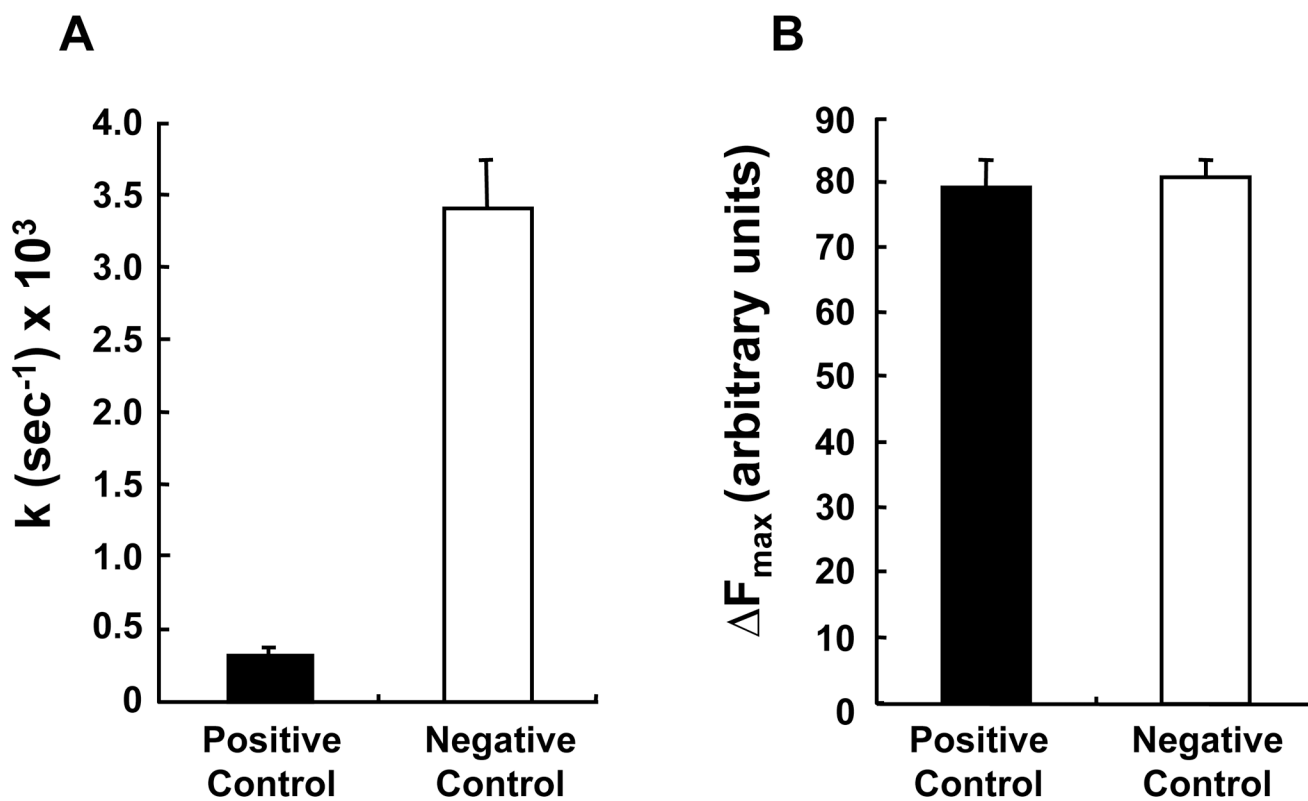 A
k (sec⁻¹) x 10³
4.0
3.5
3.0
2.5
2.0
1.5
1.0
0.5
0
Positive
Control
Negative
Control
B
ΔFmax (arbitrary units)
90
80
70
60
50
40
30
20
10
0
Positive
Control
Negative
Control